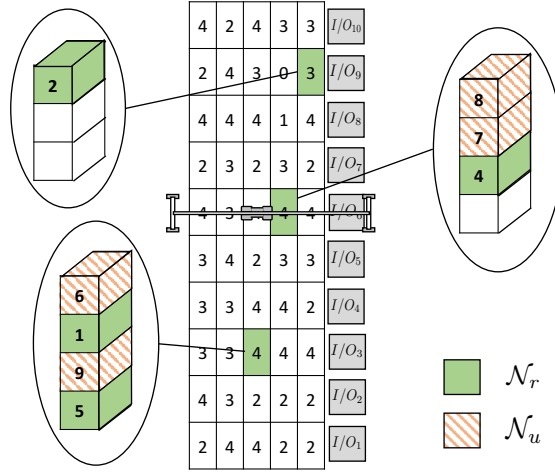 4 2 4 3 3 I/O₁₀
2 4 3 0 3 I/O₉
4 4 4 1 4 I/O₈
2 3 2 3 2 I/O₇
4 3 4 4 I/O₆
3 4 2 3 3 I/O₅
3 3 4 4 2 I/O₄
3 3 4 4 4 I/O₃
4 3 2 2 2 I/O₂
2 4 4 2 2 I/O₁
2
8
7
4
6
1
9
5
𝒩ᵣ
𝒩ᵤ